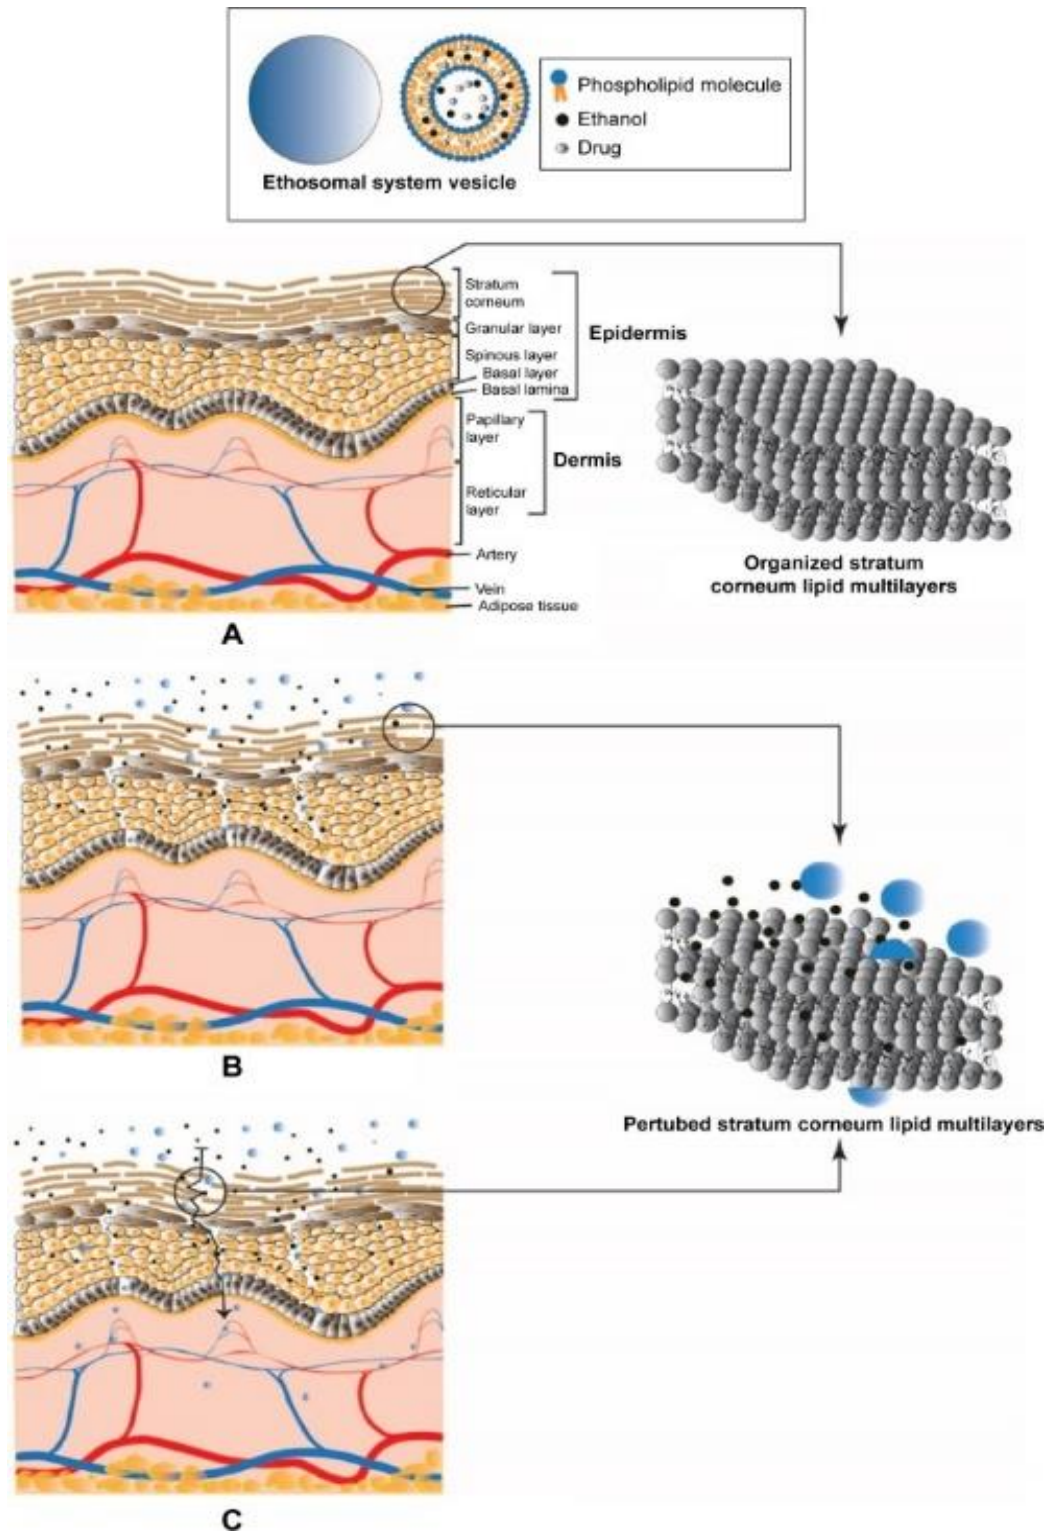 Phospholipid molecule
Ethanol
Drug
Ethosomal system vesicle
Stratum
corneum
Granular layer
Spinous layer
Basal layer
Basal lamina
Epidermis
Papillary
layer
Reticular
layer
Dermis
Artery
Vein
Adipose tissue
A
Organized stratum
corneum lipid multilayers
B
Pertubed stratum corneum lipid multilayers
C